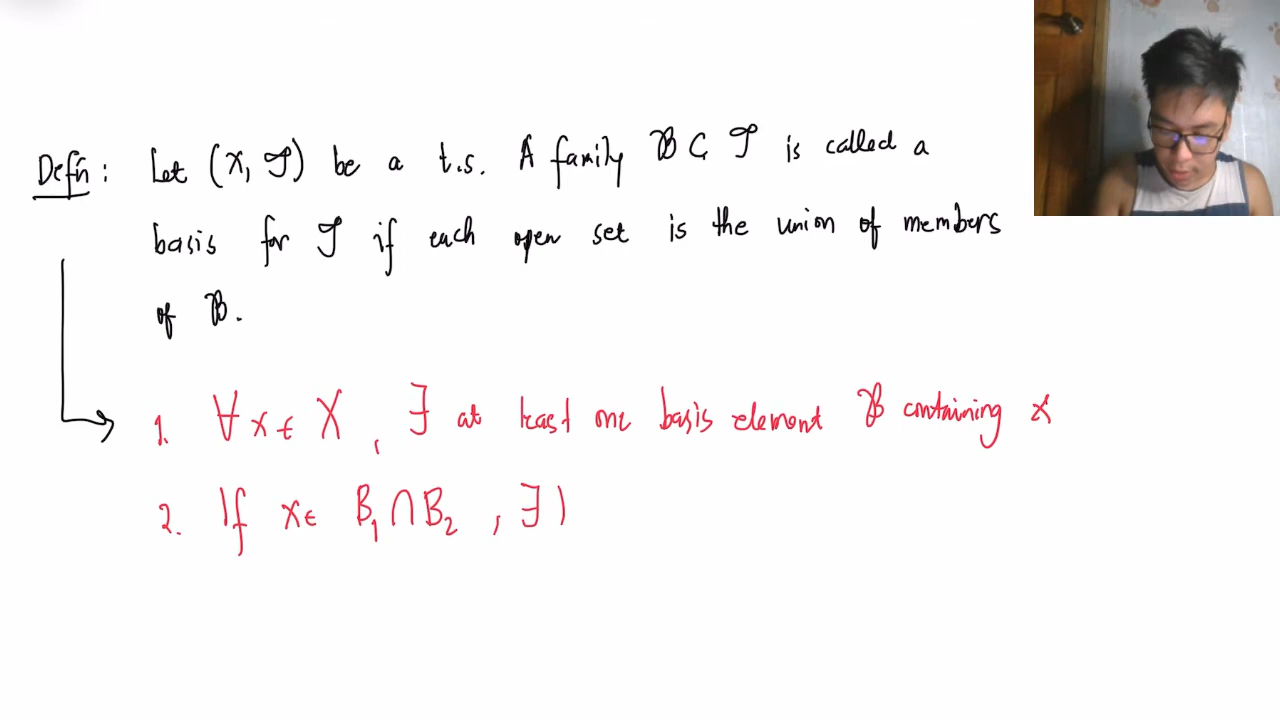 Defn: Let (X, 𝒯) be a t.s. A family ℬ ⊂ 𝒯 is called a
basis for 𝒯 if each open set is the union of members
of ℬ.
1. ∀ x ∈ X, ∃ at least one basis element ℬ containing x
2. If x ∈ B₁ ∩ B₂, ∃ |